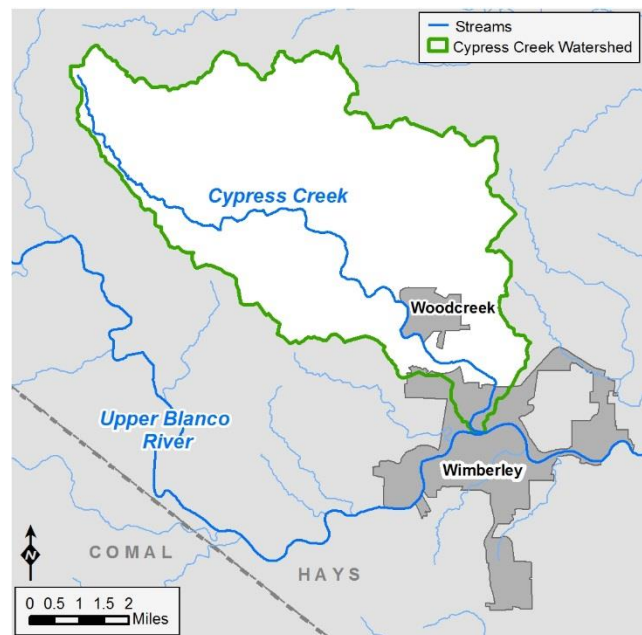 Streams
Cypress Creek Watershed
Cypress Creek
Woodcreek
Upper Blanco
River
Wimberley
N
COMAL
HAYS
0 0.5 1 1.5 2
Miles